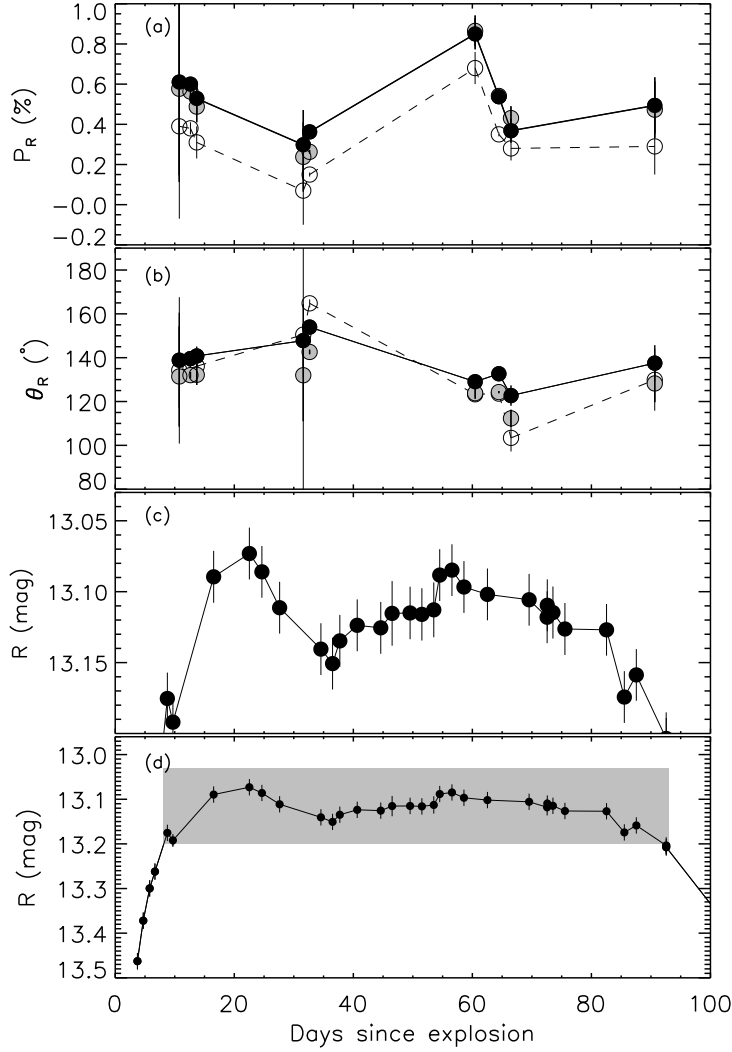 (a)
1.0
0.8
0.6
0.4
0.2
-0.0
-0.2
P_R (%)
(b)
180
160
140
120
100
80
θ_R (°)
(c)
13.05
13.10
13.15
R (mag)
(d)
13.0
13.1
13.2
13.3
13.4
13.5
R (mag)
0 20 40 60 80 100
Days since explosion